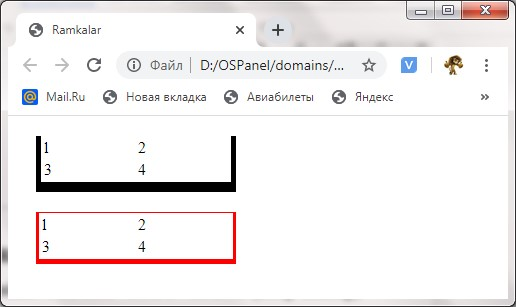 Ramkalar
Файл D:/OSPanel/domains/...
Mail.Ru Новая вкладка Авиабилеты Яндекс »
1 2
3 4
1 2
3 4